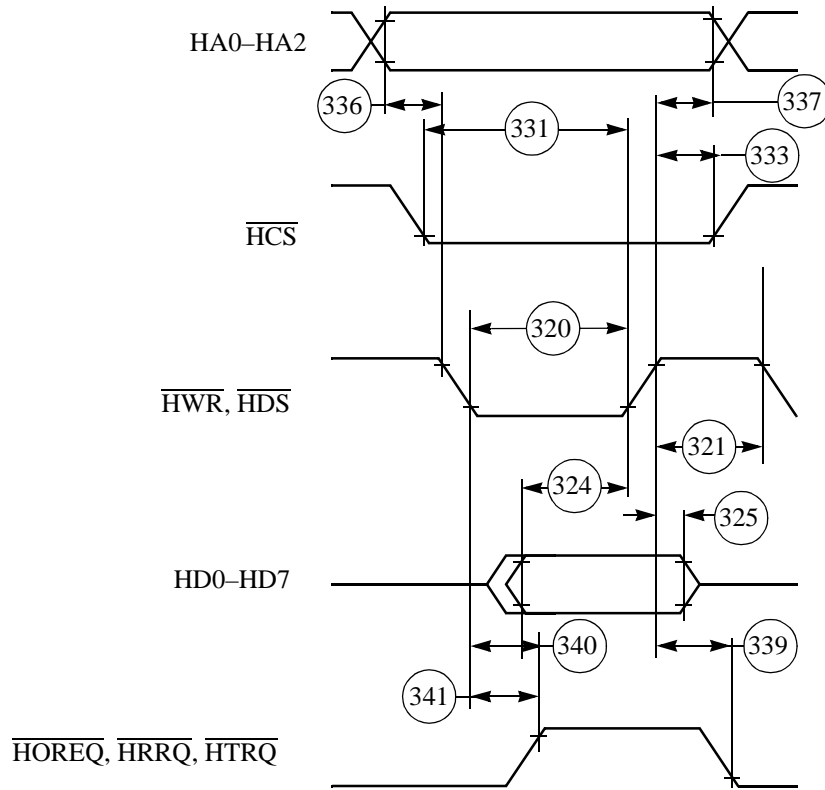 HA0–HA2
336
337
331
333
HCS
320
HWR, HDS
321
324
325
HD0–HD7
340
339
341
HOREQ, HRRQ, HTRQ